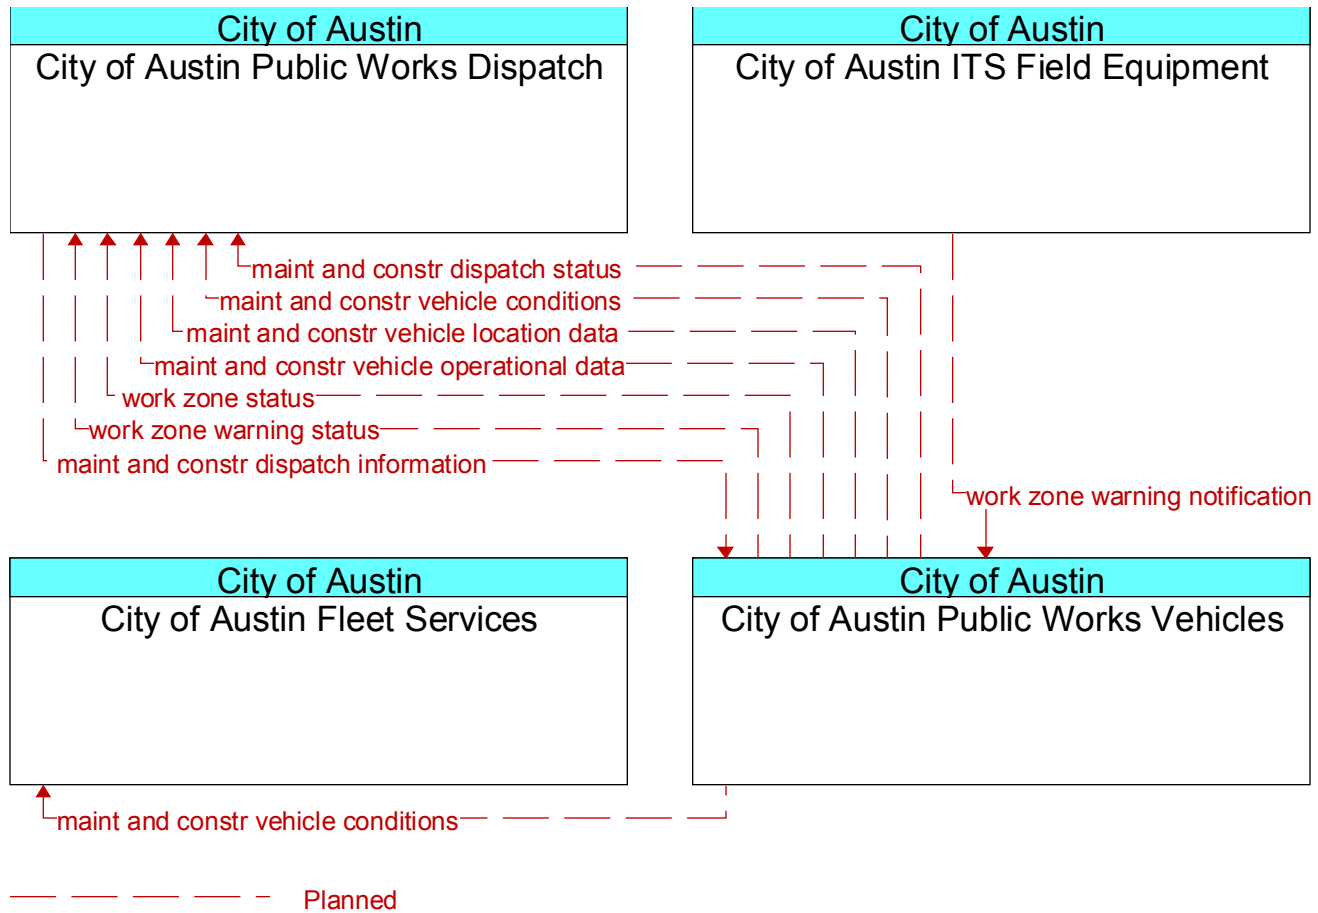 City of Austin
City of Austin Public Works Dispatch
City of Austin
City of Austin ITS Field Equipment
maint and constr dispatch status
maint and constr vehicle conditions
maint and constr vehicle location data
maint and constr vehicle operational data
work zone status
work zone warning status
maint and constr dispatch information
work zone warning notification
City of Austin
City of Austin Fleet Services
City of Austin
City of Austin Public Works Vehicles
maint and constr vehicle conditions
Planned